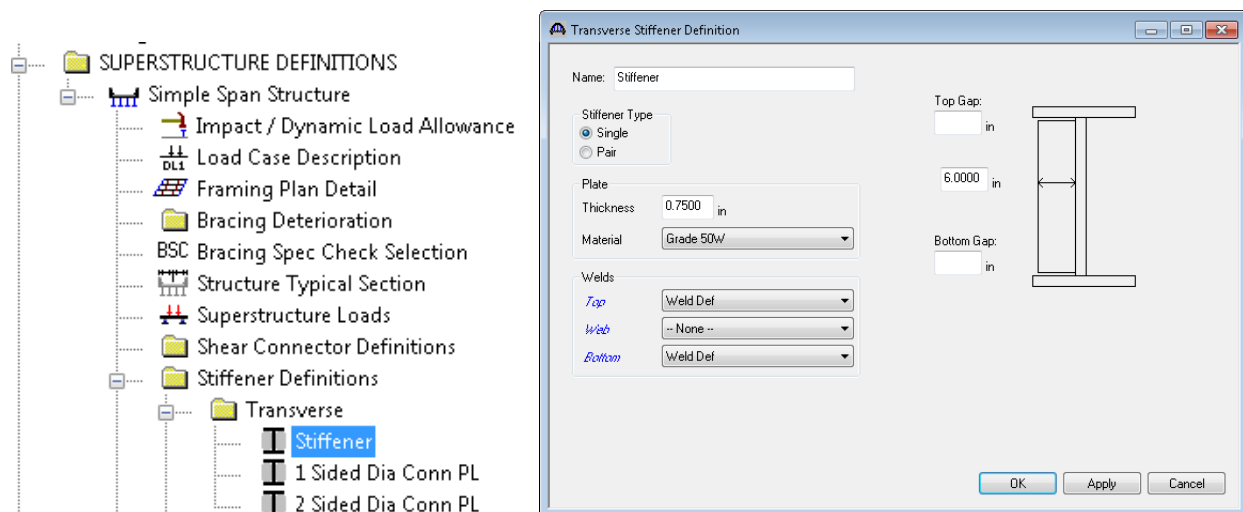 SUPERSTRUCTURE DEFINITIONS
Simple Span Structure
Impact / Dynamic Load Allowance
DL1 Load Case Description
Framing Plan Detail
Bracing Deterioration
BSC Bracing Spec Check Selection
Structure Typical Section
Superstructure Loads
Shear Connector Definitions
Stiffener Definitions
Transverse
Stiffener
1 Sided Dia Conn PL
2 Sided Dia Conn PL
Transverse Stiffener Definition
Name: Stiffener
Stiffener Type
Single
Pair
Plate
Thickness 0.7500 in
Material Grade 50W
Welds
Top Weld Def
Web -- None --
Bottom Weld Def
Top Gap:
in
6.0000 in
Bottom Gap:
in
OK Apply Cancel